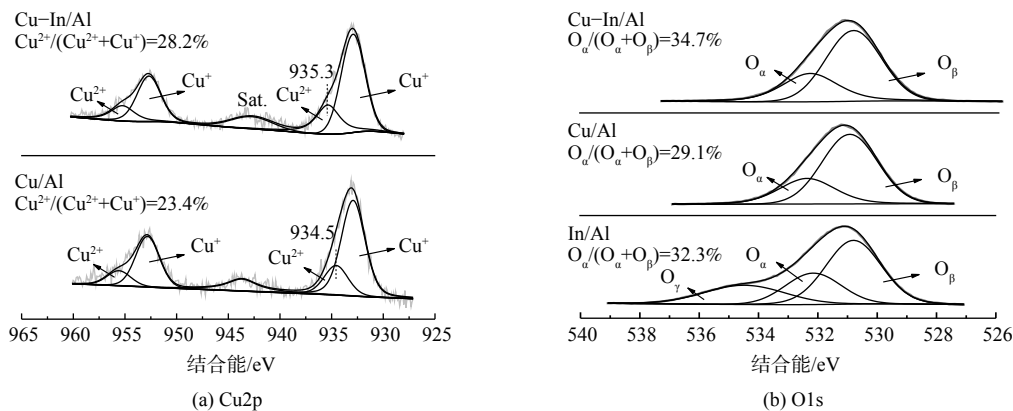 Cu−In/Al
Cu²⁺/(Cu²⁺+Cu⁺)=28.2%
Cu²⁺
Cu⁺
Sat.
935.3
Cu²⁺
Cu⁺
Cu/Al
Cu²⁺/(Cu²⁺+Cu⁺)=23.4%
Cu²⁺
Cu⁺
934.5
Cu²⁺
Cu⁺
965 960 955 950 945 940 935 930 925
结合能/eV
(a) Cu2p
Cu−In/Al
Oα/(Oα+Oβ)=34.7%
Oα
Oβ
Cu/Al
Oα/(Oα+Oβ)=29.1%
Oα
Oβ
In/Al
Oα/(Oα+Oβ)=32.3%
Oγ
Oα
Oβ
540 538 536 534 532 530 528 526
结合能/eV
(b) O1s